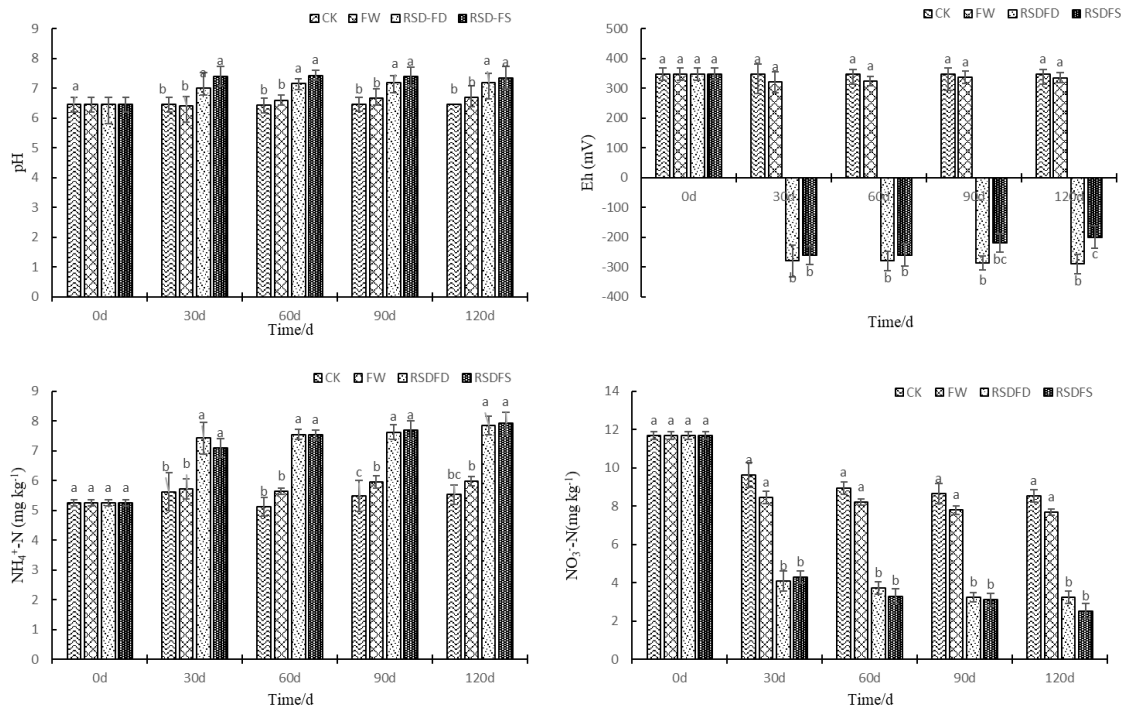 CK FW RSD-FD RSD-FS
9
8
7
6
5
4
3
2
1
0
pH
a
b b a a
b b a a
b b a a
b b a a
0d 30d 60d 90d 120d
Time/d
CK FW RSDFD RSDFS
500
400
300
200
100
0
-100
-200
-300
-400
Eh (mV)
a a a a
a a
a a
a a
a a
0d 30d 60d 90d 120d
b b
b b
b bc
b c
Time/d
CK FW RSDFD RSDFS
9
8
7
6
5
4
3
2
1
0
NH₄⁺-N (mg kg⁻¹)
a a a a
b b a a
b b a a
c b a a
bc b a a
0d 30d 60d 90d 120d
Time/d
CK FW RSDFD RSDFS
14
12
10
8
6
4
2
0
NO₃⁻-N(mg kg⁻¹)
a a a a
a a b b
a a b b
a a b b
a a b b
0d 30d 60d 90d 120d
Time/d